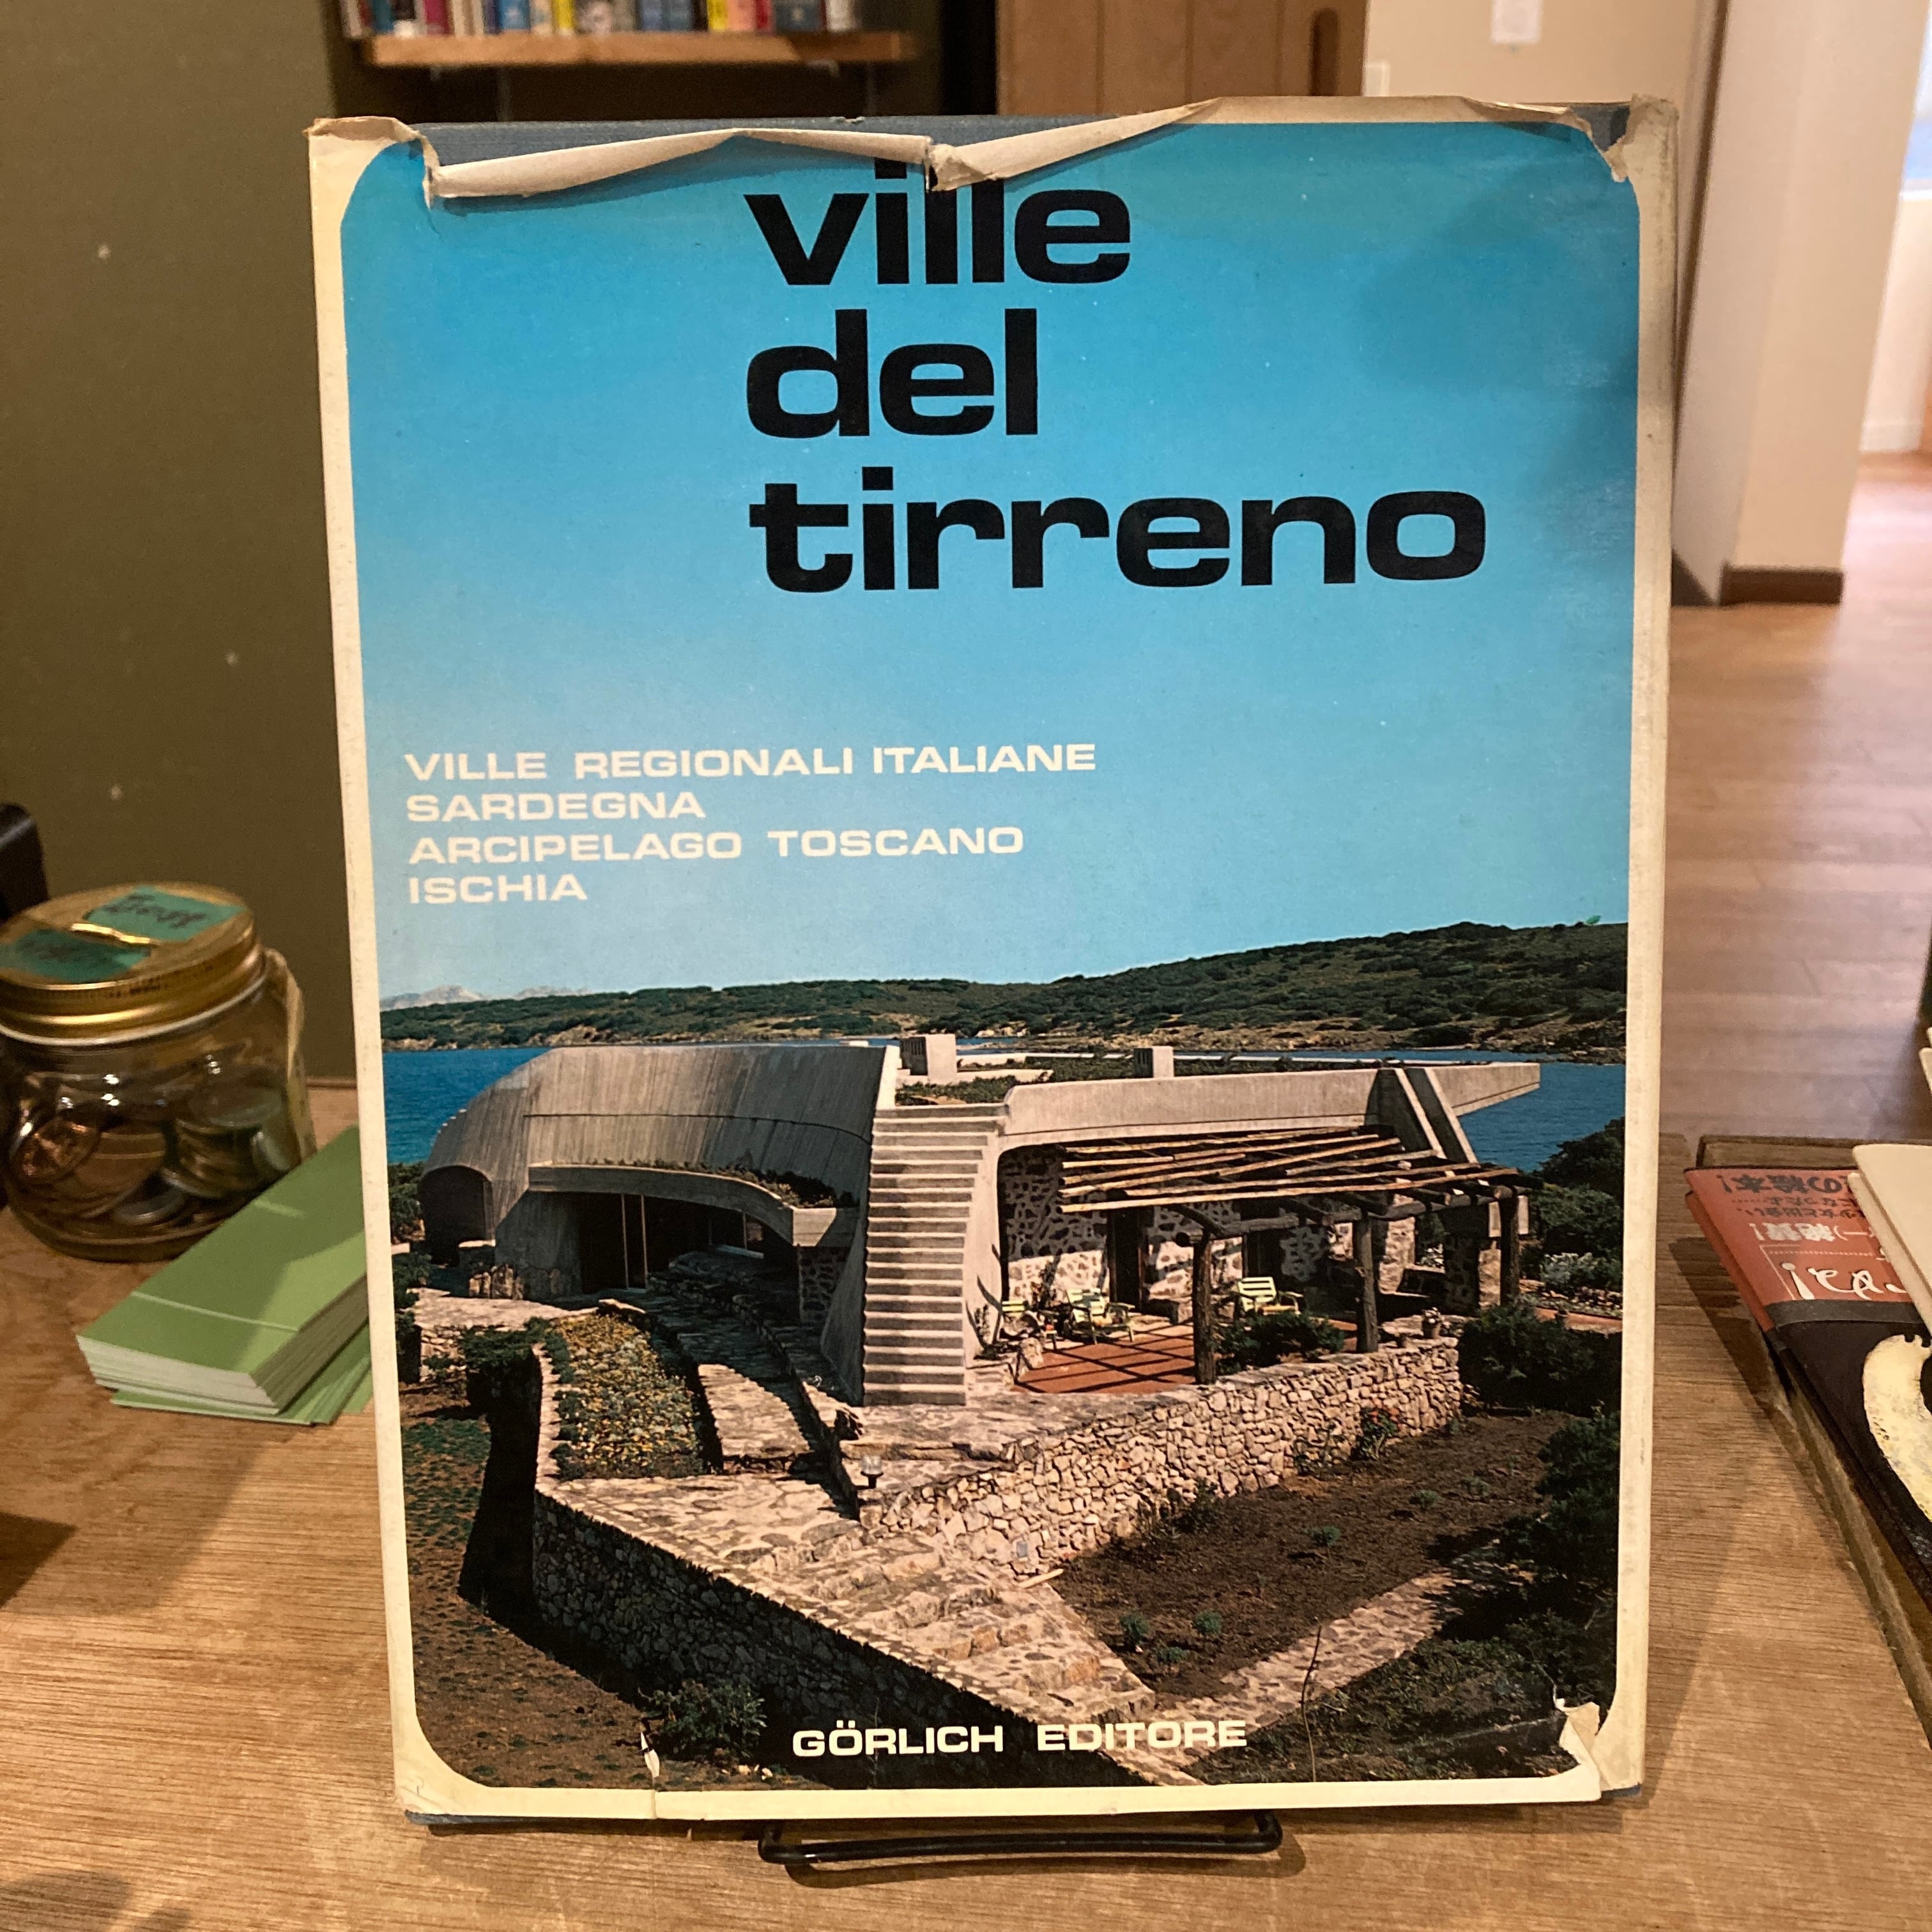 ville
del
tirreno
VILLE REGIONALI ITALIANE
SARDEGNA
ARCIPELAGO TOSCANO
ISCHIA
GÖRLICH EDITORE